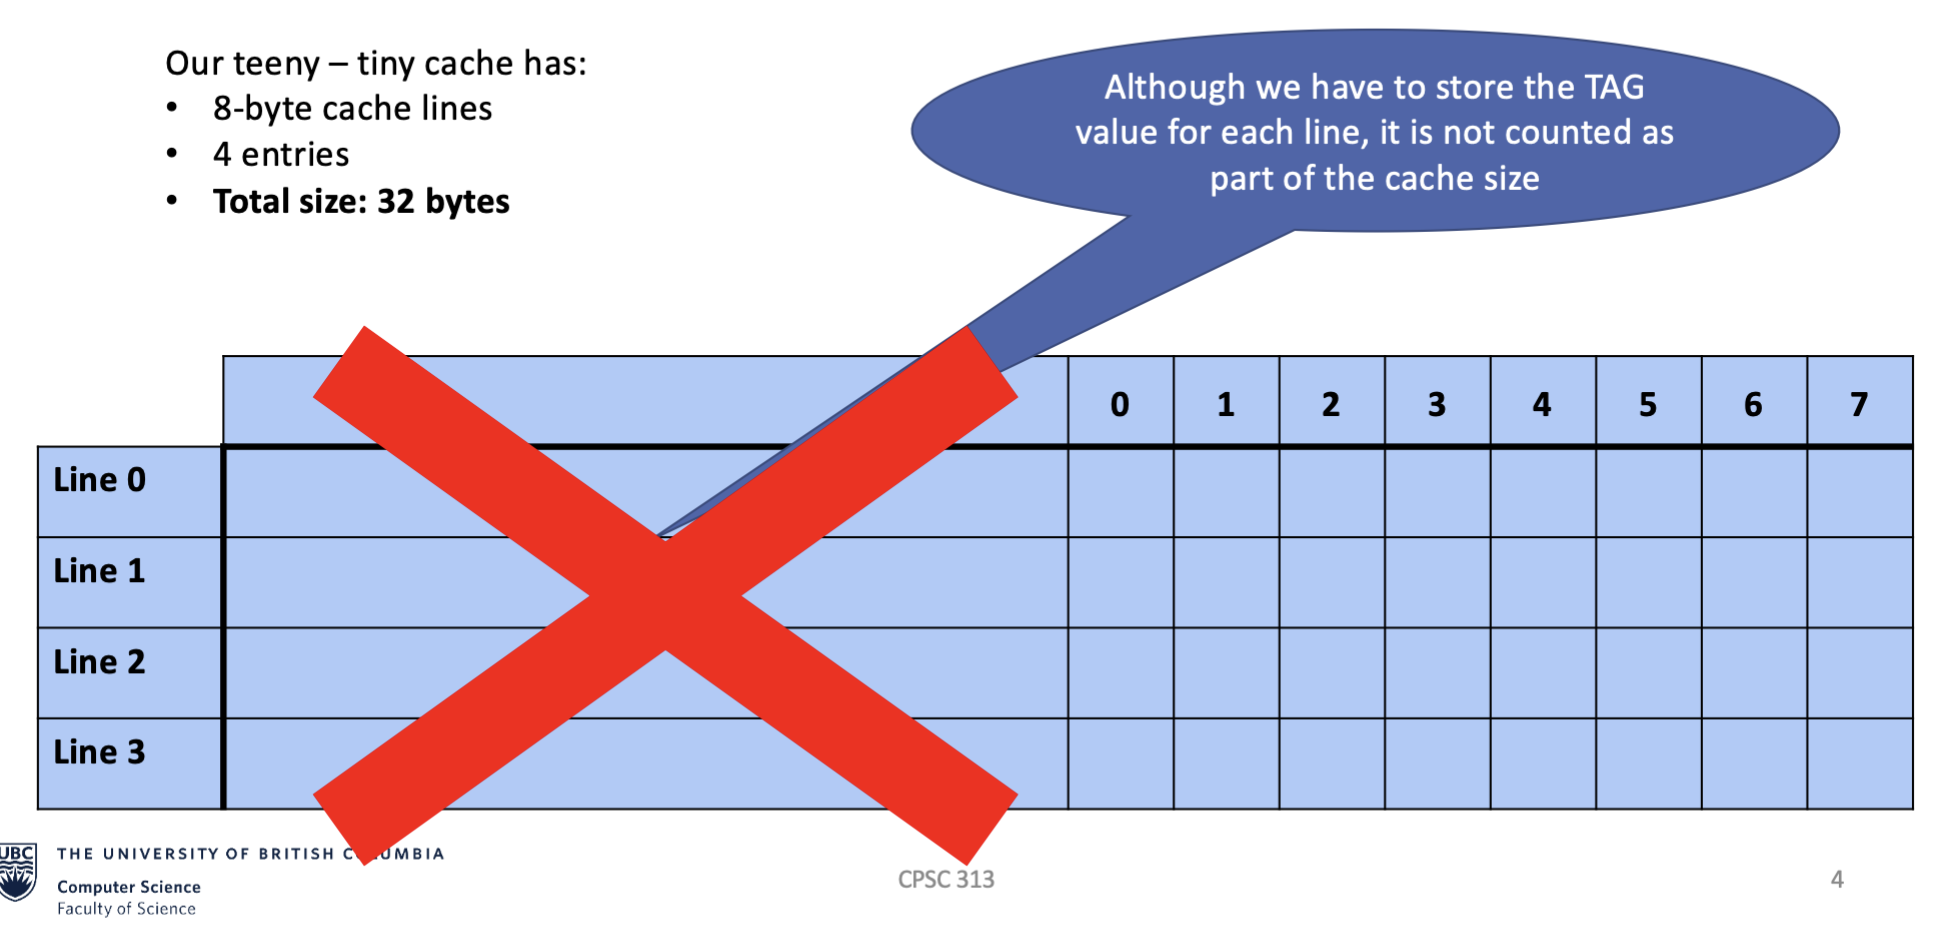 Our teeny – tiny cache has:
• 8-byte cache lines
• 4 entries
• Total size: 32 bytes
Although we have to store the TAG
value for each line, it is not counted as
part of the cache size
0 1 2 3 4 5 6 7
Line 0
Line 1
Line 2
Line 3
UBC
THE UNIVERSITY OF BRITISH COLUMBIA
Computer Science
Faculty of Science
CPSC 313
4